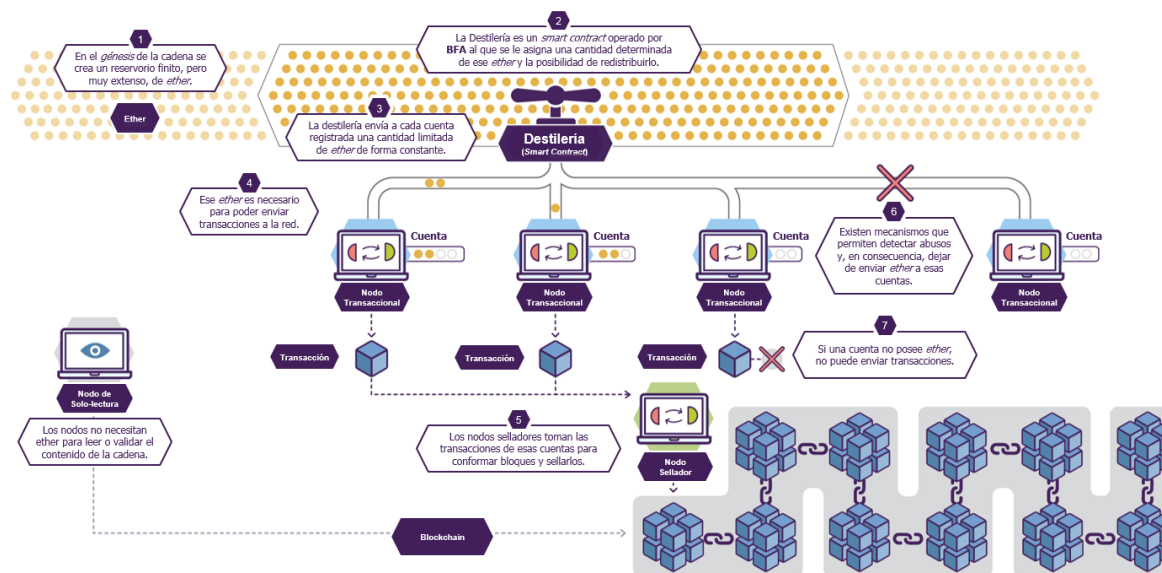 1
En el génesis de la cadena se
crea un reservorio finito, pero
muy extenso, de ether.
Ether
2
La Destilería es un smart contract operado por
BFA al que se le asigna una cantidad determinada
de ese ether y la posibilidad de redistribuirlo.
3
La destilería envía a cada cuenta
registrada una cantidad limitada
de ether de forma constante.
Destilería
(Smart Contract)
4
Ese ether es necesario
para poder enviar
transacciones a la red.
Cuenta
Nodo
Transaccional
Cuenta
Nodo
Transaccional
Cuenta
Nodo
Transaccional
6
Existen mecanismos que
permiten detectar abusos
y, en consecuencia, dejar
de enviar ether a esas
cuentas.
Cuenta
Nodo
Transaccional
Transacción
Transacción
Transacción
7
Si una cuenta no posee ether,
no puede enviar transacciones.
Nodo de
Solo-lectura
Los nodos no necesitan
ether para leer o validar el
contenido de la cadena.
5
Los nodos selladores toman las
transacciones de esas cuentas para
conformar bloques y sellarlos.
Nodo
Sellador
Blockchain